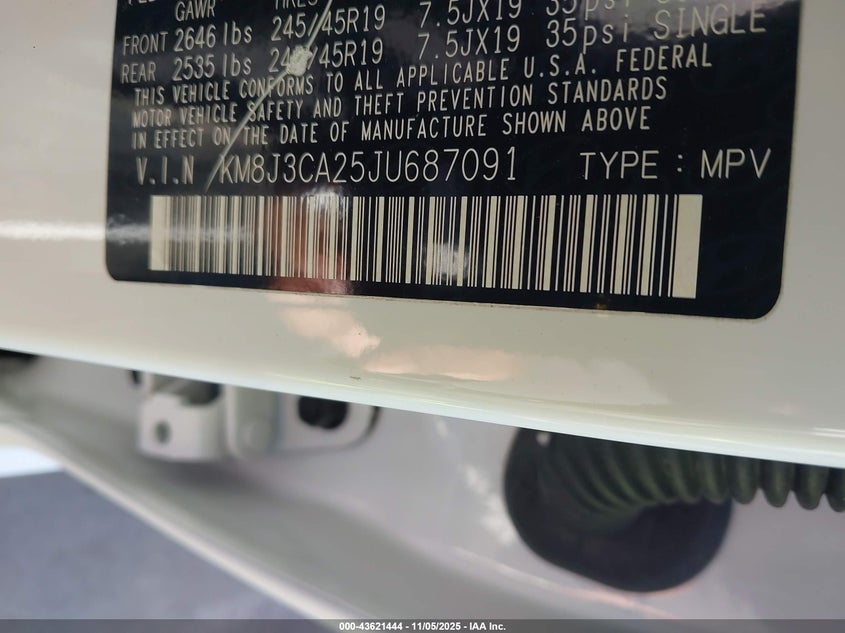 GAWR
FRONT 2646 lbs 245/45R19 7.5JX19 35psi
REAR 2535 lbs 245/45R19 7.5JX19 35psi SINGLE
THIS VEHICLE CONFORMS TO ALL APPLICABLE U.S.A. FEDERAL
MOTOR VEHICLE SAFETY AND THEFT PREVENTION STANDARDS
IN EFFECT ON THE DATE OF MANUFACTURE SHOWN ABOVE
V.I.N KM8J3CA25JU687091 TYPE : MPV
000-43621444 - 11/05/2025 - IAA Inc.